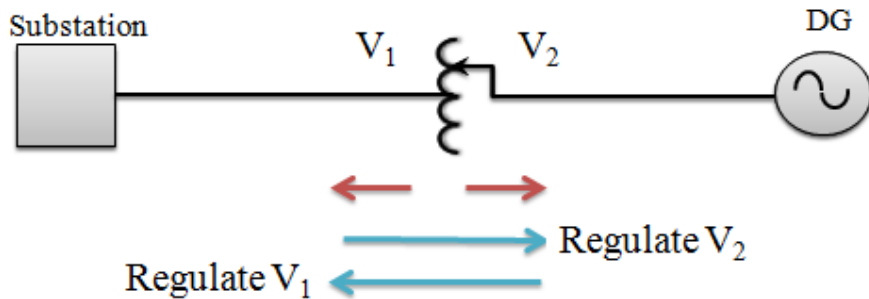 Substation
DG
V₁
V₂
Regulate V₂
Regulate V₁